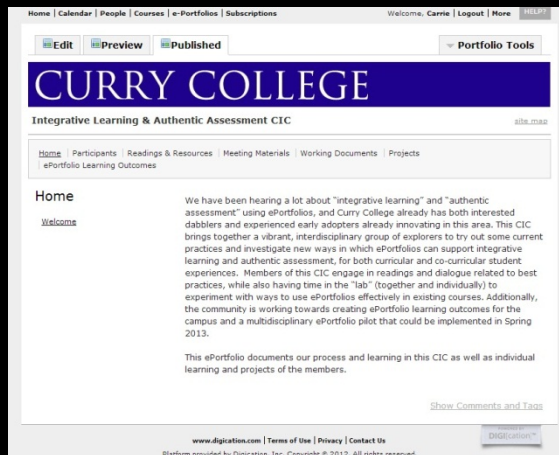 Home | Calendar | People | Courses | e-Portfolios | Subscriptions
Welcome, Carrie | Logout | More HELP?
Edit Preview Published
Portfolio Tools
CURRY COLLEGE
Integrative Learning & Authentic Assessment CIC
site map
Home | Participants | Readings & Resources | Meeting Materials | Working Documents | Projects
| ePortfolio Learning Outcomes
Home
Welcome
We have been hearing a lot about "integrative learning" and "authentic
assessment" using ePortfolios, and Curry College already has both interested
dabblers and experienced early adopters already innovating in this area. This CIC
brings together a vibrant, interdisciplinary group of explorers to try out some current
practices and investigate new ways in which ePortfolios can support integrative
learning and authentic assessment, for both curricular and co-curricular student
experiences. Members of this CIC engage in readings and dialogue related to best
practices, while also having time in the "lab" (together and individually) to
experiment with ways to use ePortfolios effectively in existing courses. Additionally,
the community is working towards creating ePortfolio learning outcomes for the
campus and a multidisciplinary ePortfolio pilot that could be implemented in Spring
2013.
This ePortfolio documents our process and learning in this CIC as well as individual
learning and projects of the members.
Show Comments and Tags
www.digication.com | Terms of Use | Privacy | Contact Us
DIGI[cation]™
Platform provided by Digication, Inc. Copyright © 2012. All rights reserved.